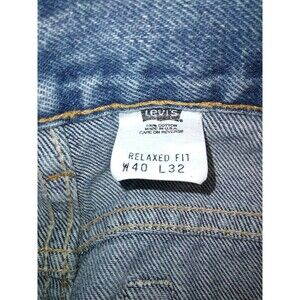 Levi's
100% COTTON
MADE IN U.S.A.
CARE ON REVERSE
RELAXED FIT
W40 L32